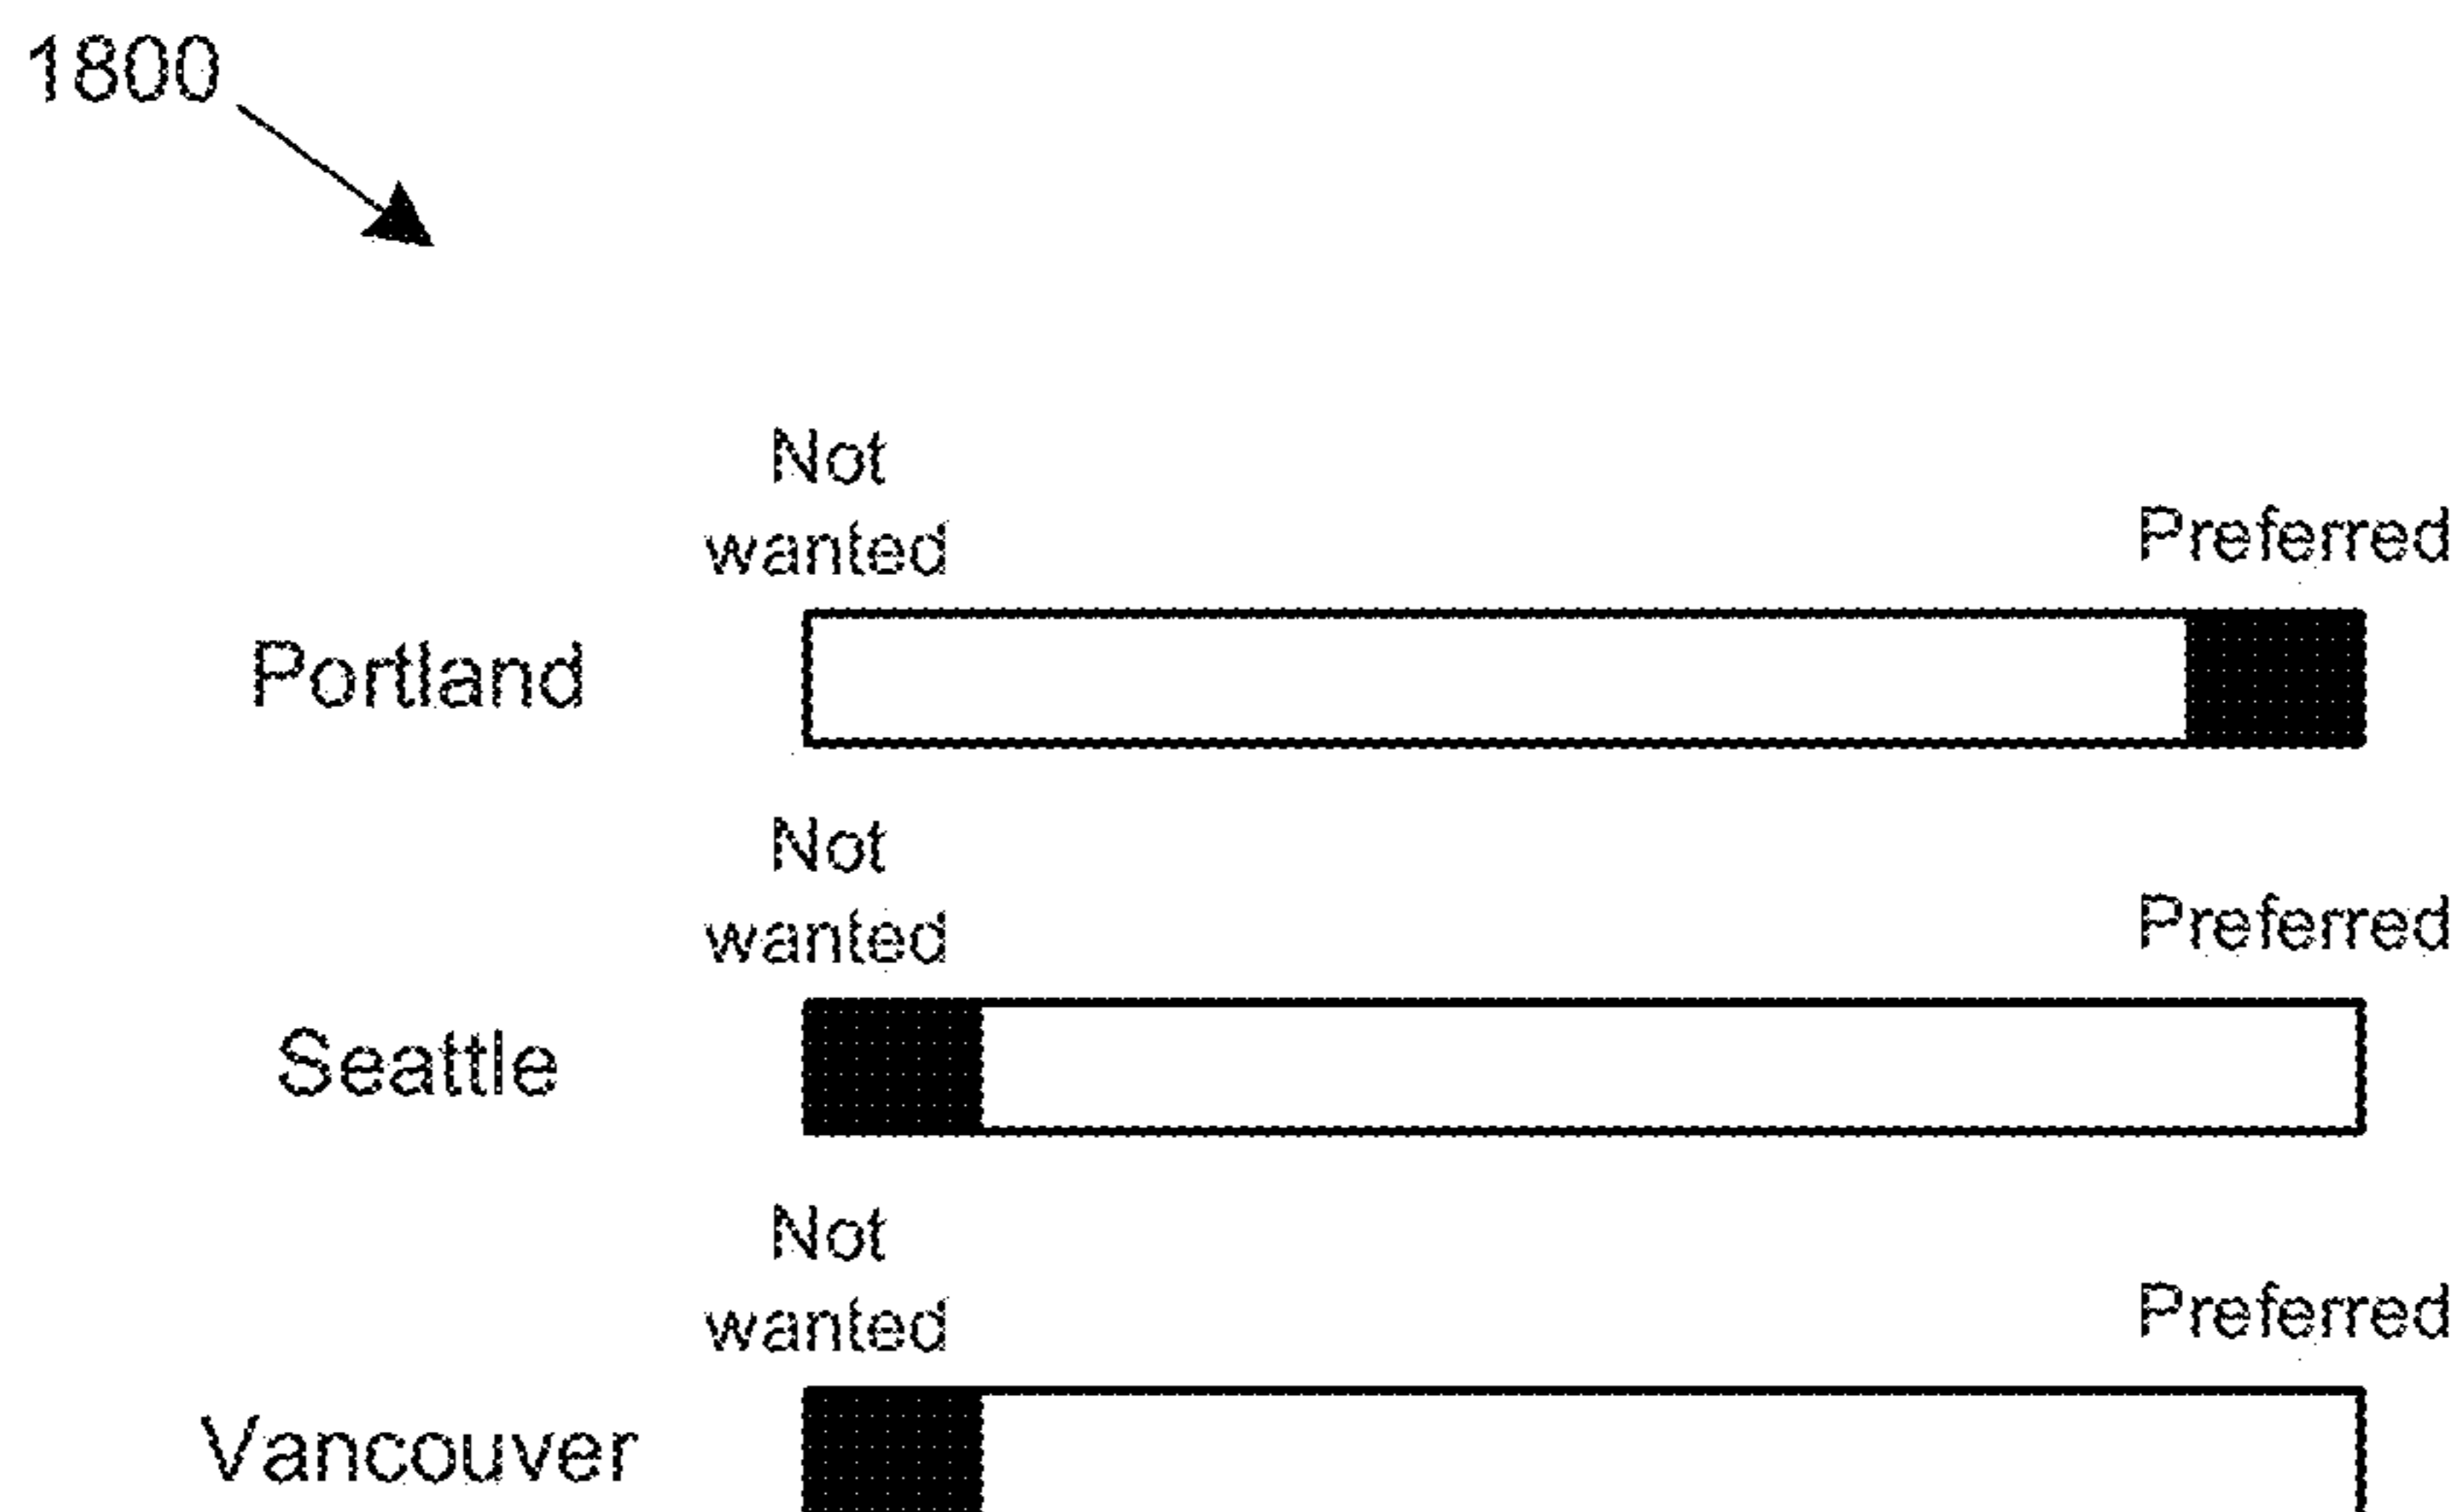 1800
Not
wanted
Preferred
Portland
Not
wanted
Preferred
Seattle
Not
wanted
Preferred
Vancouver